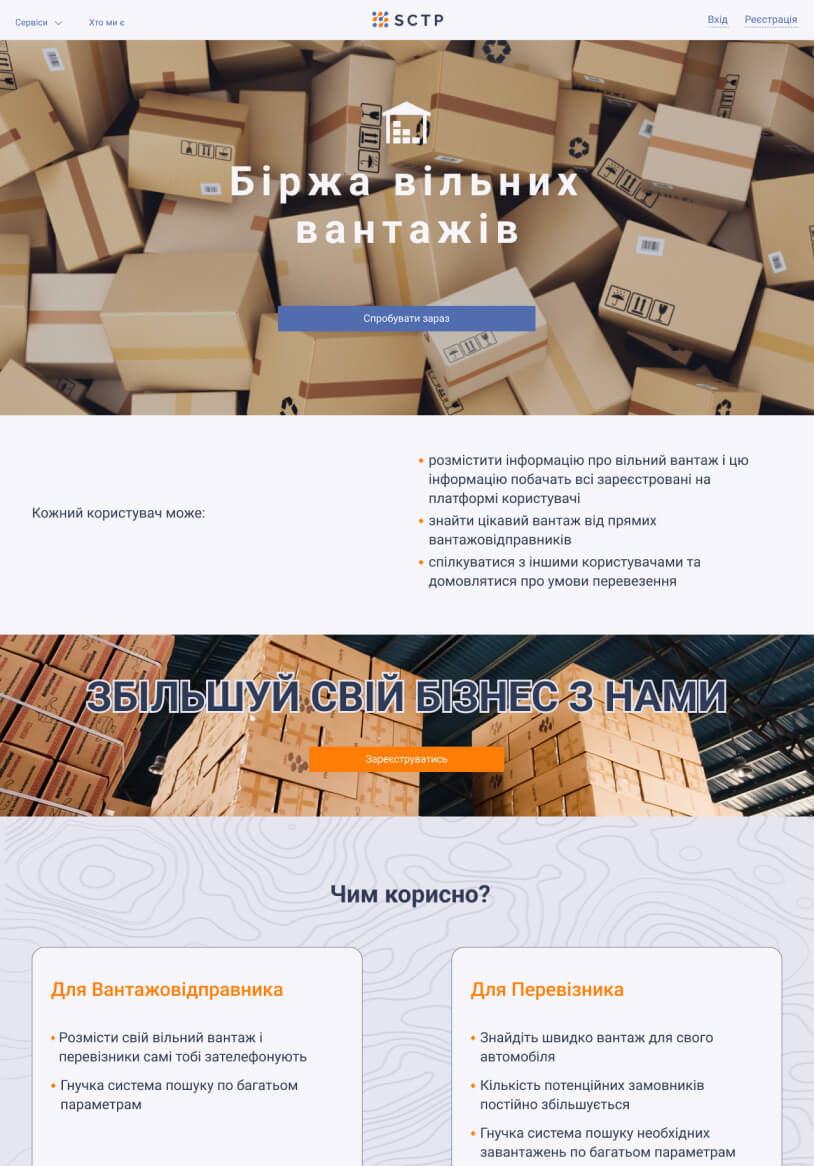 Сервіси
Хто ми є
SCTP
Вхід
Реєстрація
Біржа вільних
вантажів
Спробувати зараз
Кожний користувач може:
розмістити інформацію про вільний вантаж і цю
інформацію побачать всі зареєстровані на
платформі користувачі
знайти цікавий вантаж від прямих
вантажовідправників
спілкуватися з іншими користувачами та
домовлятися про умови перевезення
ЗБІЛЬШУЙ СВІЙ БІЗНЕС З НАМИ
Зареєструватись
Чим корисно?
Для Вантажовідправника
Розмісти свій вільний вантаж і
перевізники самі тобі зателефонують
Гнучка система пошуку по багатьом
параметрам
Для Перевізника
Знайдіть швидко вантаж для свого
автомобіля
Кількість потенційних замовників
постійно збільшується
Гнучка система пошуку необхідних
завантажень по багатьом параметрам